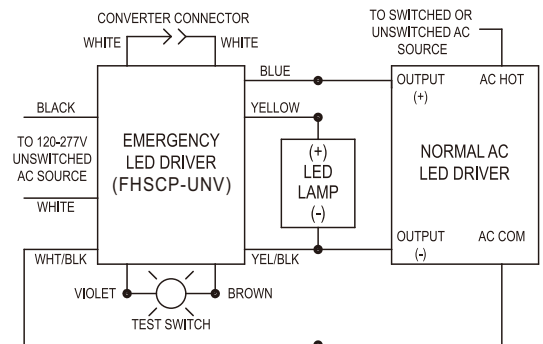 CONVERTER CONNECTOR
WHITE
WHITE
TO SWITCHED OR
UNSWITCHED AC
SOURCE
BLUE
OUTPUT
(+)
AC HOT
BLACK
YELLOW
TO 120-277V
UNSWITCHED
AC SOURCE
EMERGENCY
LED DRIVER
(FHSCP-UNV)
(+)
LED
LAMP
(-)
NORMAL AC
LED DRIVER
WHITE
OUTPUT
(-)
AC COM
WHT/BLK
YEL/BLK
VIOLET
BROWN
TEST SWITCH